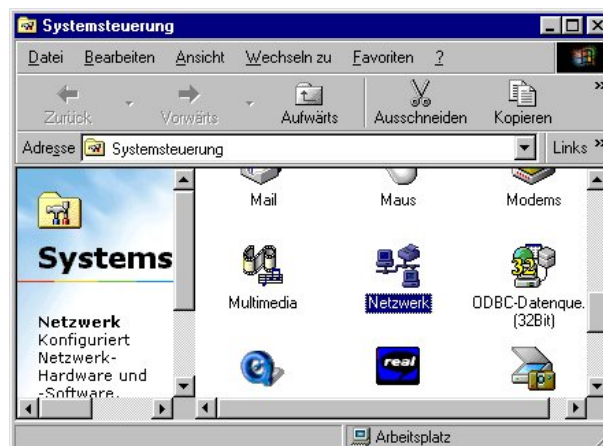 Systemsteuerung
Datei Bearbeiten Ansicht Wechseln zu Favoriten ?
Zurück Vorwärts Aufwärts Ausschneiden Kopieren »
Adresse Systemsteuerung Links »
Systems
Netzwerk
Konfiguriert
Netzwerk-
Hardware und
-Software.
Mail Maus Modems
Multimedia Netzwerk ODBC-Datenque.
(32Bit)
32
real
Arbeitsplatz